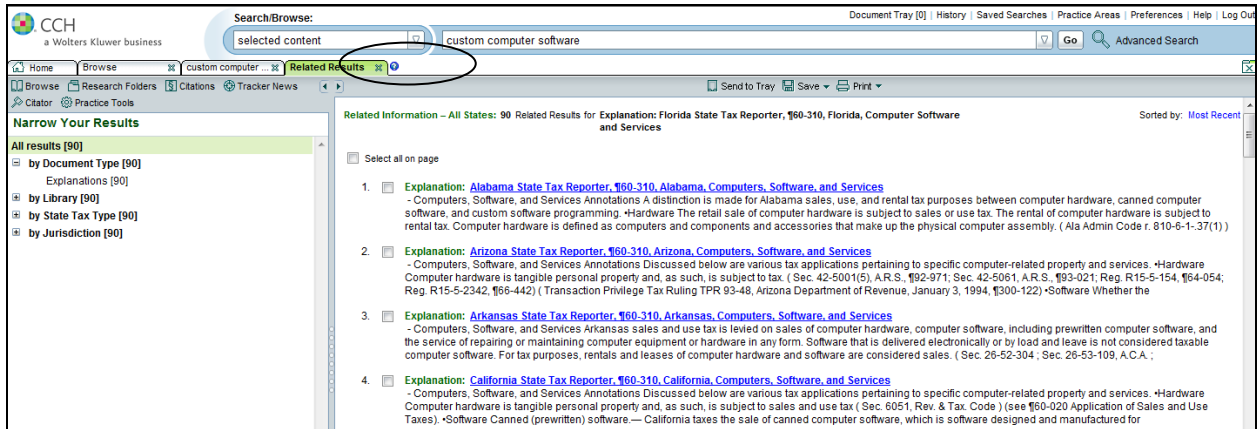 CCH
a Wolters Kluwer business
Search/Browse:
Document Tray [0] | History | Saved Searches | Practice Areas | Preferences | Help | Log Out
selected content
custom computer software
Go
Advanced Search
Home
Browse
custom computer ...
Related Results
Browse
Research Folders
Citations
Tracker News
Send to Tray
Save
Print
Citator
Practice Tools
Narrow Your Results
All results [90]
by Document Type [90]
Explanations [90]
by Library [90]
by State Tax Type [90]
by Jurisdiction [90]
Related Information – All States: 90 Related Results for Explanation: Florida State Tax Reporter, ¶60-310, Florida, Computer Software
and Services
Sorted by: Most Recent
Select all on page
1. Explanation: Alabama State Tax Reporter, ¶60-310, Alabama, Computers, Software, and Services
- Computers, Software, and Services Annotations A distinction is made for Alabama sales, use, and rental tax purposes between computer hardware, canned computer
software, and custom software programming. •Hardware The retail sale of computer hardware is subject to sales or use tax. The rental of computer hardware is subject to
rental tax. Computer hardware is defined as computers and components and accessories that make up the physical computer assembly. ( Ala Admin Code r. 810-6-1-.37(1) )
2. Explanation: Arizona State Tax Reporter, ¶60-310, Arizona, Computers, Software, and Services
- Computers, Software, and Services Annotations Discussed below are various tax applications pertaining to specific computer-related property and services. •Hardware
Computer hardware is tangible personal property and, as such, is subject to tax. ( Sec. 42-5001(5), A.R.S., ¶92-971; Sec. 42-5061, A.R.S., ¶93-021; Reg. R15-5-154, ¶64-054;
Reg. R15-5-2342, ¶66-442) ( Transaction Privilege Tax Ruling TPR 93-48, Arizona Department of Revenue, January 3, 1994, ¶300-122) •Software Whether the
3. Explanation: Arkansas State Tax Reporter, ¶60-310, Arkansas, Computers, Software, and Services
- Computers, Software, and Services Arkansas sales and use tax is levied on sales of computer hardware, computer software, including prewritten computer software, and
the service of repairing or maintaining computer equipment or hardware in any form. Software that is delivered electronically or by load and leave is not considered taxable
computer software. For tax purposes, rentals and leases of computer hardware and software are considered sales. ( Sec. 26-52-304 ; Sec. 26-53-109, A.C.A. ;
4. Explanation: California State Tax Reporter, ¶60-310, California, Computers, Software, and Services
- Computers, Software, and Services Annotations Discussed below are various tax applications pertaining to specific computer-related property and services. •Hardware
Computer hardware is tangible personal property and, as such, is subject to sales and use tax ( Sec. 6051, Rev. & Tax. Code ) (see ¶60-020 Application of Sales and Use
Taxes). •Software Canned (prewritten) software.— California taxes the sale of canned computer software, which is software designed and manufactured for